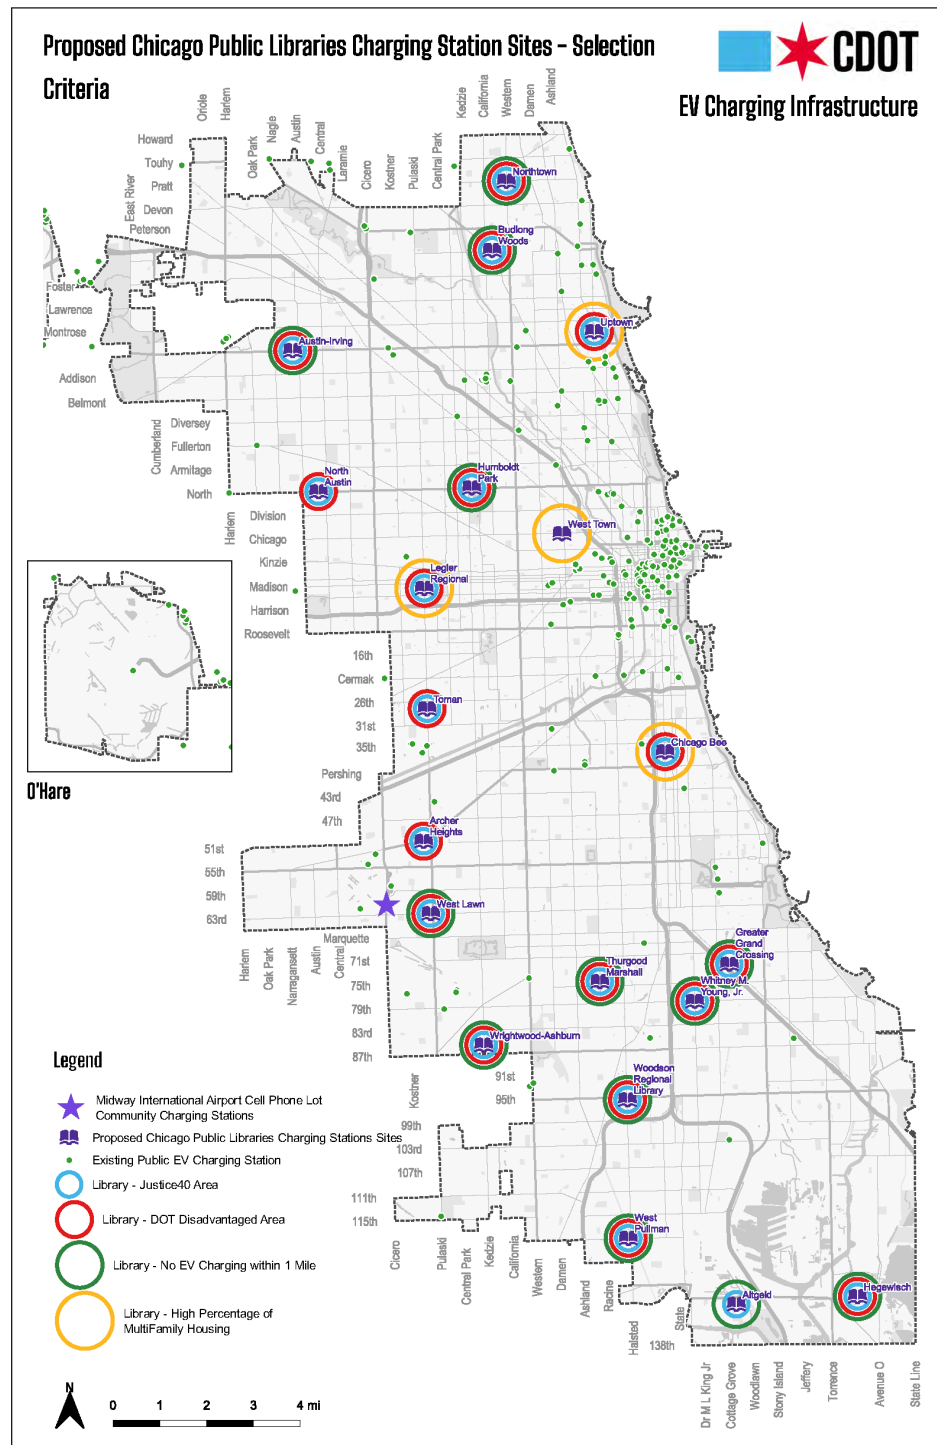 Proposed Chicago Public Libraries Charging Station Sites - Selection
Criteria
CDOT
EV Charging Infrastructure
Oriole
Harlem
Oak Park
Nagle
Austin
Central
Laramie
Cicero
Kostner
Pulaski
Central Park
Kedzie
California
Western
Damen
Ashland
Howard
Touhy
Pratt
Devon
Peterson
East River
Foster
Lawrence
Montrose
Addison
Belmont
Cumberland
Diversey
Fullerton
Armitage
North
Harlem
Division
Chicago
Kinzie
Madison
Harrison
Roosevelt
Northtown
Budlong
Woods
Uptown
Austin-Irving
North
Austin
Humboldt
Park
West Town
Legler
Regional
O'Hare
16th
Cermak
26th
31st
35th
Pershing
43rd
47th
51st
55th
59th
63rd
Toman
Chicago Bee
Archer
Heights
West Lawn
Harlem
Oak Park
Narragansett
Austin
Central
Marquette
71st
75th
79th
83rd
87th
Greater
Grand
Crossing
Thurgood
Marshall
Whitney M.
Young, Jr.
Wrightwood-Ashburn
Woodson
Regional
Library
Kostner
91st
95th
99th
103rd
107th
111th
115th
West
Pullman
Altgeld
Hegewisch
Cicero
Pulaski
Central Park
Kedzie
California
Western
Damen
Ashland
Racine
Halsted
State
138th
Dr M L King Jr
Cottage Grove
Woodlawn
Stony Island
Jeffery
Torrence
Avenue O
State Line
Legend
Midway International Airport Cell Phone Lot
Community Charging Stations
Proposed Chicago Public Libraries Charging Stations Sites
Existing Public EV Charging Station
Library - Justice40 Area
Library - DOT Disadvantaged Area
Library - No EV Charging within 1 Mile
Library - High Percentage of
MultiFamily Housing
N
0 1 2 3 4 mi